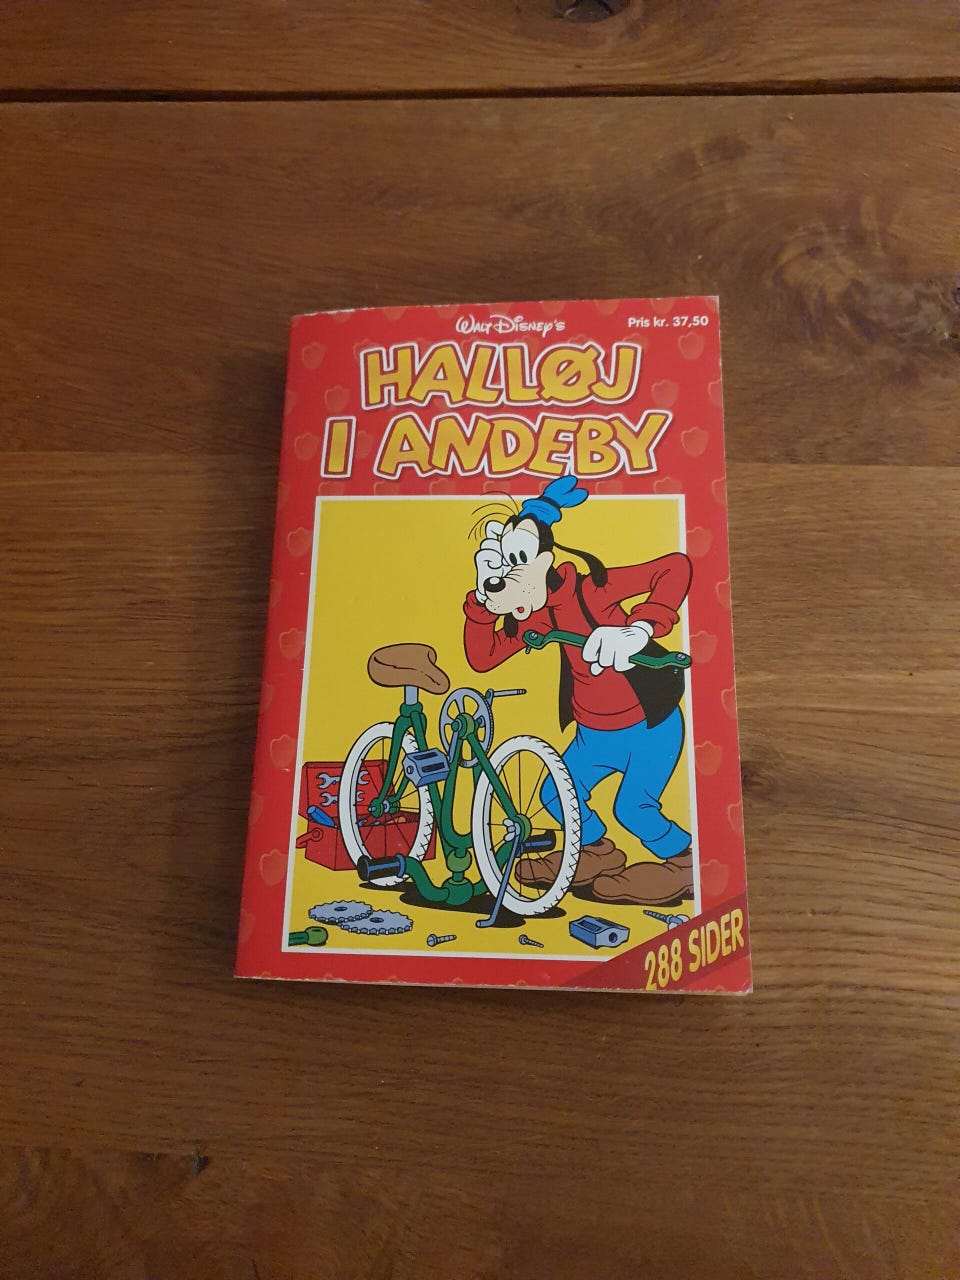 Walt Disney's
Pris kr. 37,50
HALLØJ
I ANDEBY
288 SIDER